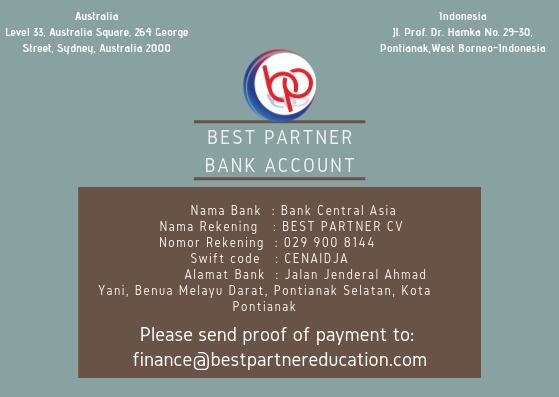 Australia
Level 33, Australia Square, 264 George
Street, Sydney, Australia 2000
Indonesia
Jl. Prof. Dr. Hamka No. 29-30,
Pontianak,West Borneo-Indonesia
bp
BEST PARTNER
BANK ACCOUNT
Nama Bank : Bank Central Asia
Nama Rekening : BEST PARTNER CV
Nomor Rekening : 029 900 8144
Swift code : CENAIDJA
Alamat Bank : Jalan Jenderal Ahmad
Yani, Benua Melayu Darat, Pontianak Selatan, Kota
Pontianak
Please send proof of payment to:
finance@bestpartnereducation.com